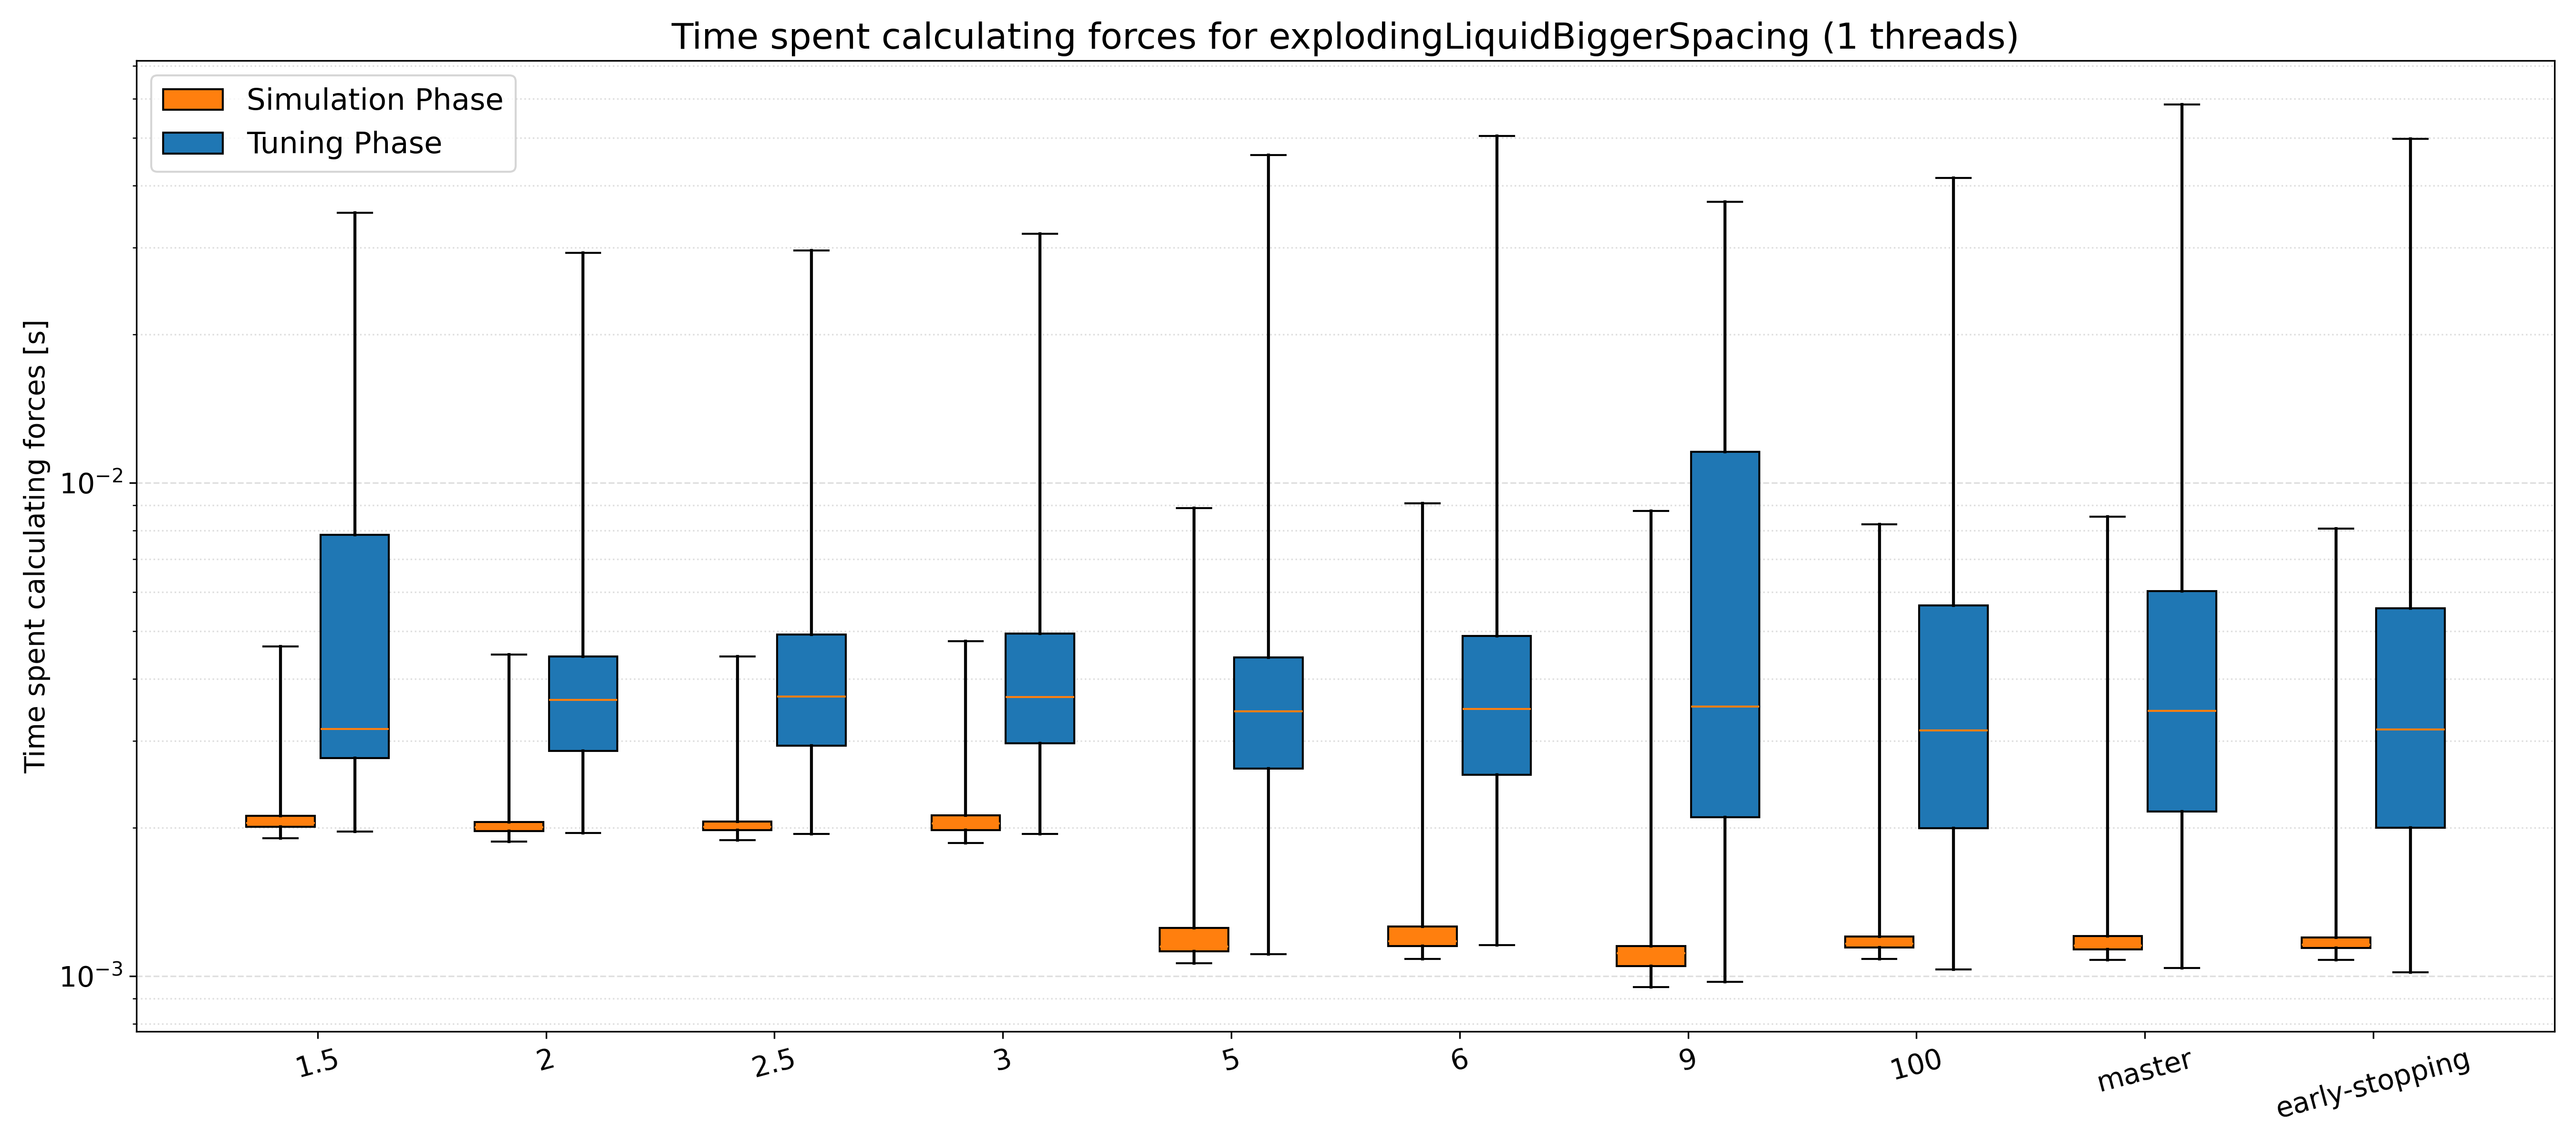 Time spent calculating forces for explodingLiquidBiggerSpacing (1 threads)
Simulation Phase
Tuning Phase
Time spent calculating forces [s]
10⁻²
10⁻³
1.5
2
2.5
3
5
6
9
100
master
early-stopping